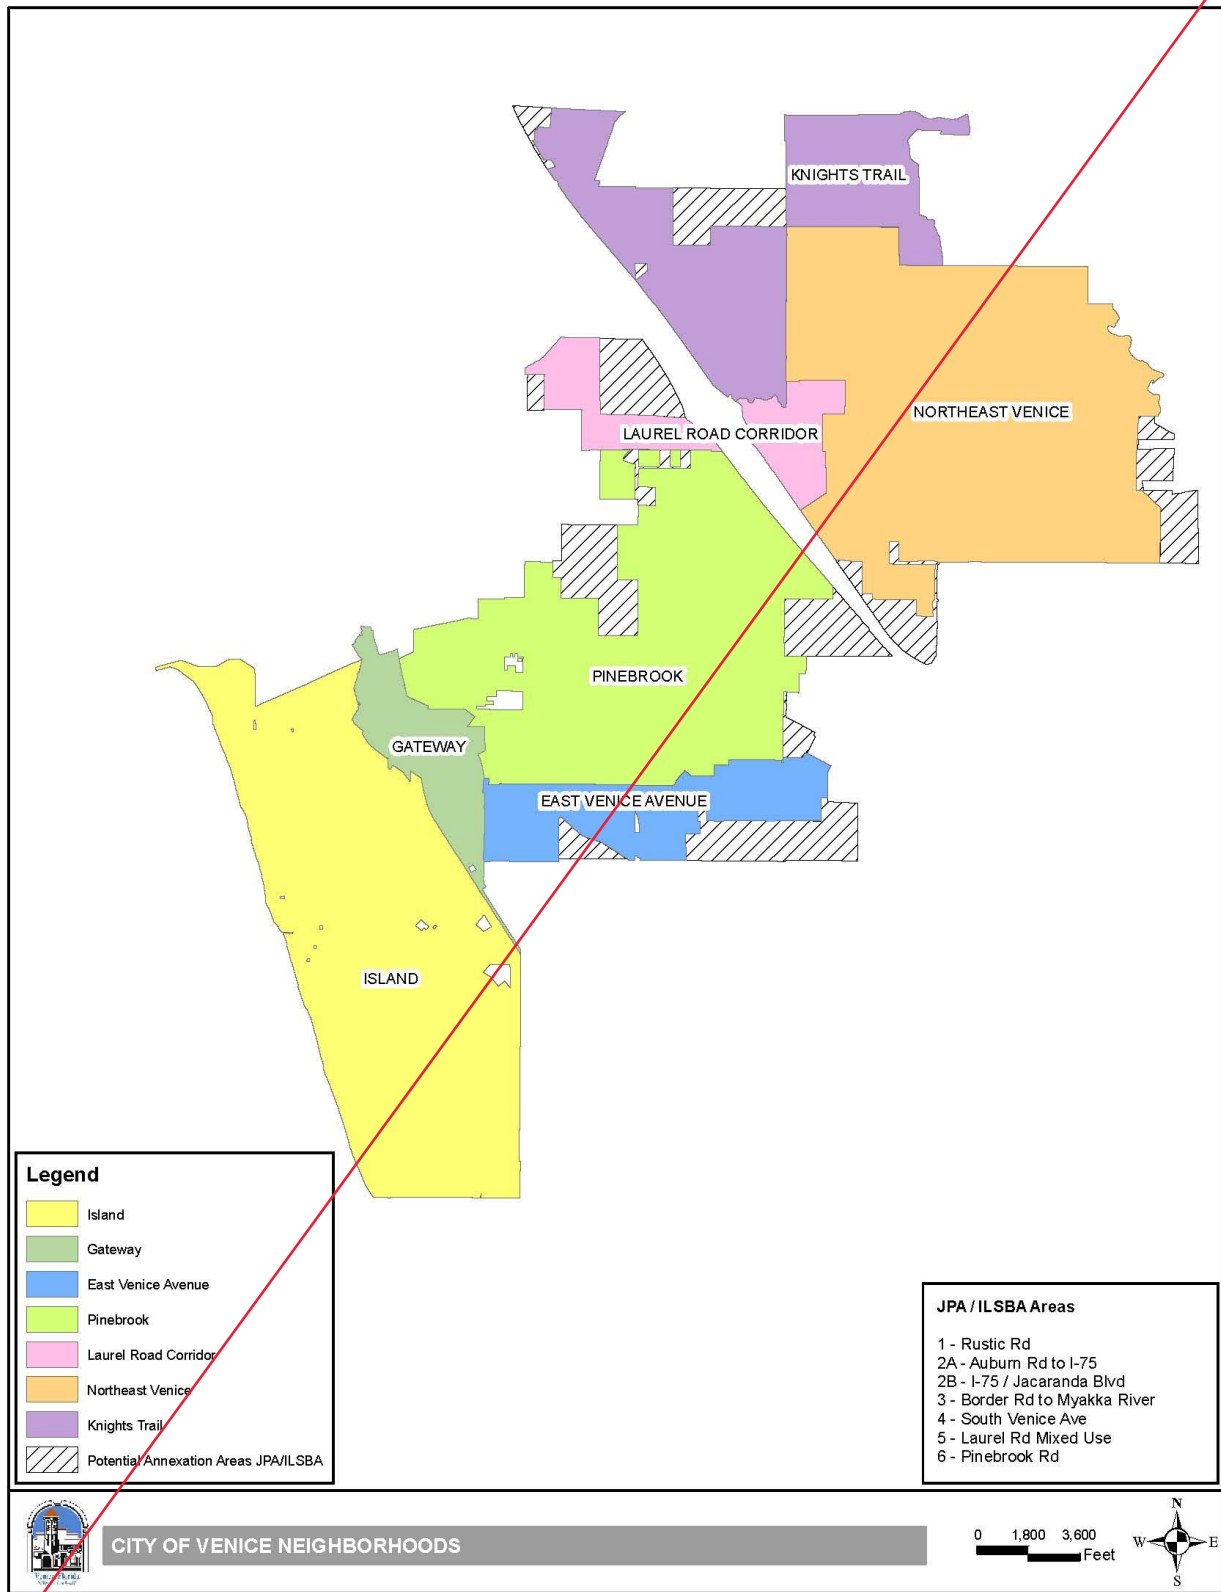 KNIGHTS TRAIL
NORTHEAST VENICE
LAUREL ROAD CORRIDOR
PINEBROOK
GATEWAY
EAST VENICE AVENUE
ISLAND
Legend
Island
Gateway
East Venice Avenue
Pinebrook
Laurel Road Corridor
Northeast Venice
Knights Trail
Potential Annexation Areas JPA/ILSBA
JPA / ILSBA Areas
1 - Rustic Rd
2A - Auburn Rd to I-75
2B - I-75 / Jacaranda Blvd
3 - Border Rd to Myakka River
4 - South Venice Ave
5 - Laurel Rd Mixed Use
6 - Pinebrook Rd
CITY OF VENICE NEIGHBORHOODS
0 1,800 3,600
Feet
N
W E
S